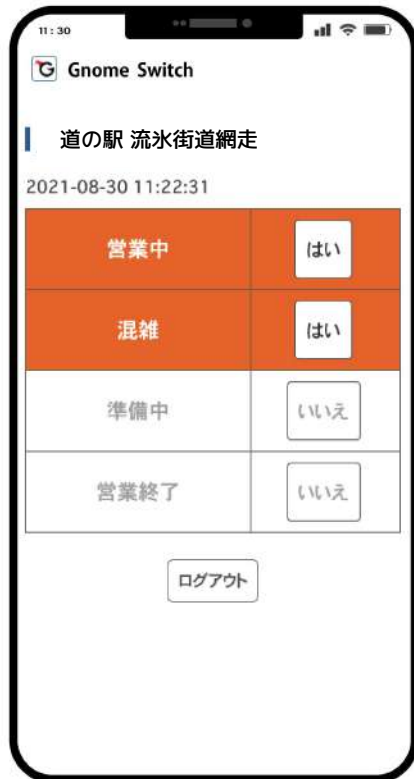 11:30
Gnome Switch
道の駅 流氷街道網走
2021-08-30 11:22:31
営業中 はい
混雑 はい
準備中 いいえ
営業終了 いいえ
ログアウト